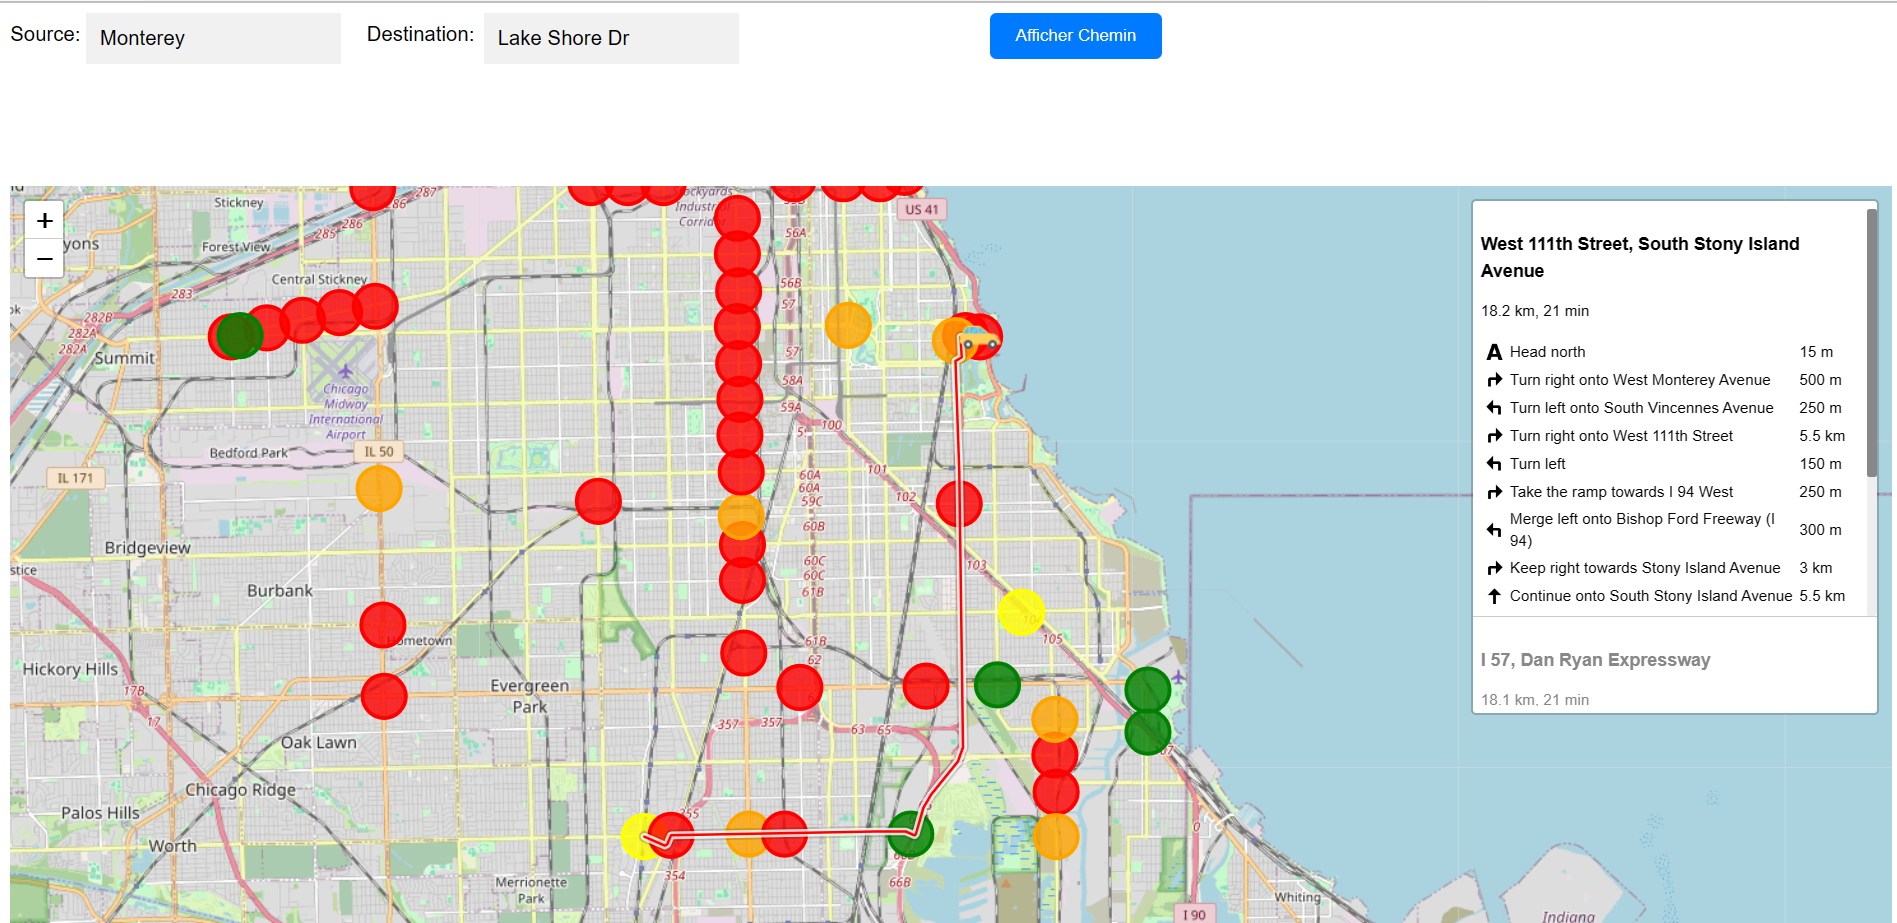 Source:
Monterey
Destination:
Lake Shore Dr
Afficher Chemin
+
−
Stickney
287
286
286
285
Forest View
Central Stickney
283
282B
282A
282A
Summit
Chicago
Midway
International
Airport
Bedford Park
IL 50
IL 171
Bridgeview
Burbank
Hometown
Hickory Hills
17B
17
Evergreen
Park
Oak Lawn
Chicago Ridge
Palos Hills
Worth
Merrionette
Park
Stockyards
Industrial
Corridor
US 41
56A
56B
57
57
58A
59A
100
101
102
103
105
60A
60A
59C
60B
60C
60C
61B
61B
62
357
357
63
65
355
354
66B
I 90
Whiting
Indiana
West 111th Street, South Stony Island
Avenue
18.2 km, 21 min
Head north 15 m
Turn right onto West Monterey Avenue 500 m
Turn left onto South Vincennes Avenue 250 m
Turn right onto West 111th Street 5.5 km
Turn left 150 m
Take the ramp towards I 94 West 250 m
Merge left onto Bishop Ford Freeway (I
94) 300 m
Keep right towards Stony Island Avenue 3 km
Continue onto South Stony Island Avenue 5.5 km
I 57, Dan Ryan Expressway
18.1 km, 21 min